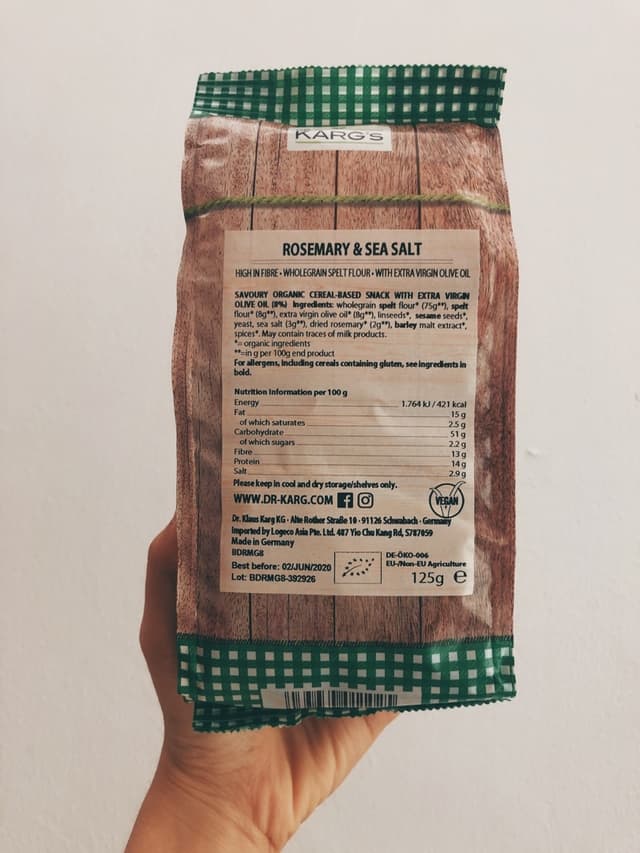 KARG'S
ROSEMARY & SEA SALT
HIGH IN FIBRE • WHOLEGRAIN SPELT FLOUR • WITH EXTRA VIRGIN OLIVE OIL
SAVOURY ORGANIC CEREAL-BASED SNACK WITH EXTRA VIRGIN
OLIVE OIL (8%) Ingredients: wholegrain spelt flour* (75g**), spelt
flour* (8g**), extra virgin olive oil* (8g**), linseeds*, sesame seeds*,
yeast, sea salt (3g**), dried rosemary* (2g**), barley malt extract*,
spices*. May contain traces of milk products.
*= organic ingredients
**=in g per 100g end product
For allergens, including cereals containing gluten, see ingredients in
bold.
Nutrition Information per 100 g
Energy 1.764 kJ / 421 kcal
Fat 15 g
of which saturates 2.5 g
Carbohydrate 51 g
of which sugars 2.2 g
Fibre 13 g
Protein 14 g
Salt 2.9 g
Please keep in cool and dry storage/shelves only.
WWW.DR-KARG.COM
VEGAN
Dr. Klaus Karg KG · Alte Rother Straße 10 · 91126 Schwabach · Germany
Imported by Logeco Asia Pte. Ltd. 487 Yio Chu Kang Rd, S787059
Made in Germany
BDRMG8
Best before: 02/JUN/2020
Lot: BDRMG8-392926
DE-ÖKO-006
EU-/Non-EU Agriculture
125g e